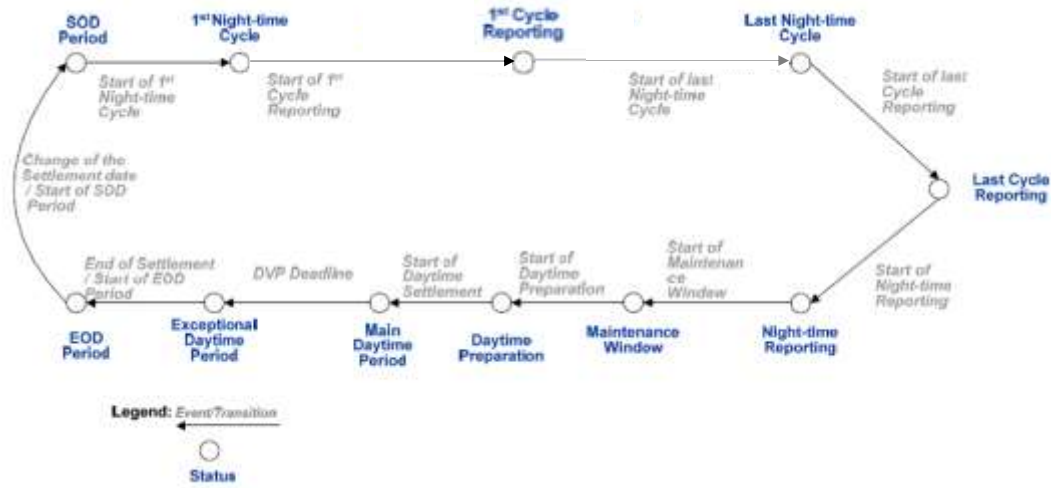 SOD
Period
1st Night-time
Cycle
1st Cycle
Reporting
Last Night-time
Cycle
Start of 1st
Night-time
Cycle
Start of 1st
Cycle
Reporting
Start of last
Night-time
Cycle
Start of last
Cycle
Reporting
Change of the
Settlement date
/ Start of SOD
Period
Last Cycle
Reporting
End of Settlement
/ Start of EOD
Period
DVP Deadline
Start of
Daytime
Settlement
Start of
Daytime
Preparation
Start of
Maintenan
ce
Window
Start of
Night-time
Reporting
EOD
Period
Exceptional
Daytime
Period
Main
Daytime
Period
Daytime
Preparation
Maintenance
Window
Night-time
Reporting
Legend: Event/Transition
Status